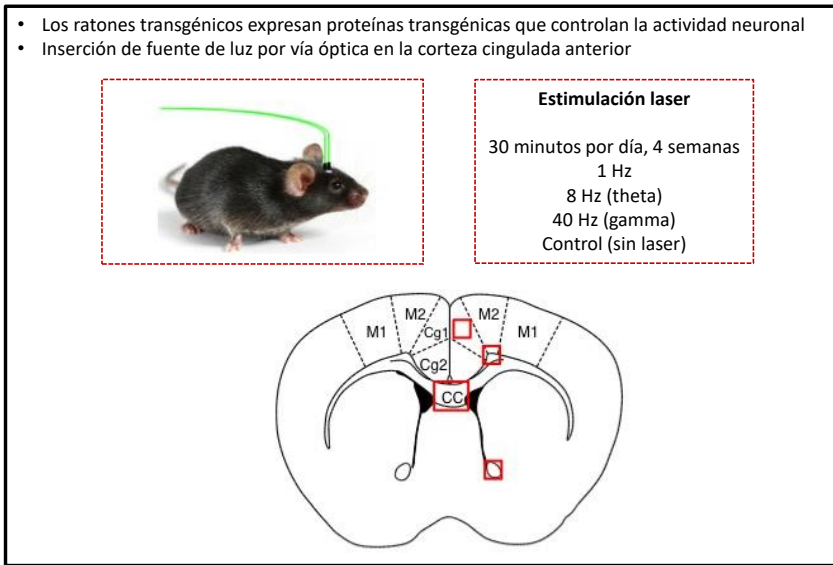 • Los ratones transgénicos expresan proteínas transgénicas que controlan la actividad neuronal
• Inserción de fuente de luz por vía óptica en la corteza cingulada anterior
Estimulación laser
30 minutos por día, 4 semanas
1 Hz
8 Hz (theta)
40 Hz (gamma)
Control (sin laser)
M1 M2 Cg1 M2 M1
Cg2
CC